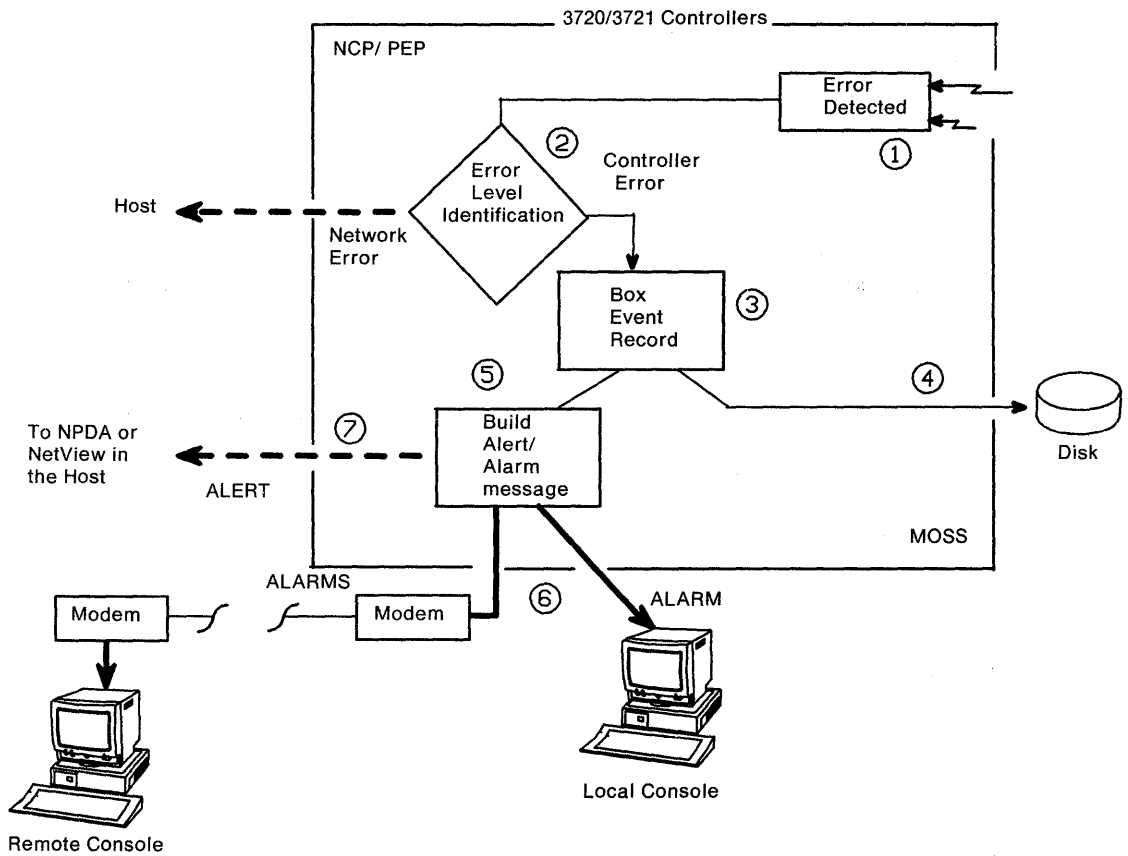 3720/3721 Controllers
NCP/ PEP
Error
Detected
1
2
Error
Level
Identification
Controller
Error
Host
Network
Error
Box
Event
Record
3
4
5
Build
Alert/
Alarm
message
7
To NPDA or
NetView in
the Host
ALERT
Disk
MOSS
ALARMS
6
ALARM
Modem
Modem
Local Console
Remote Console